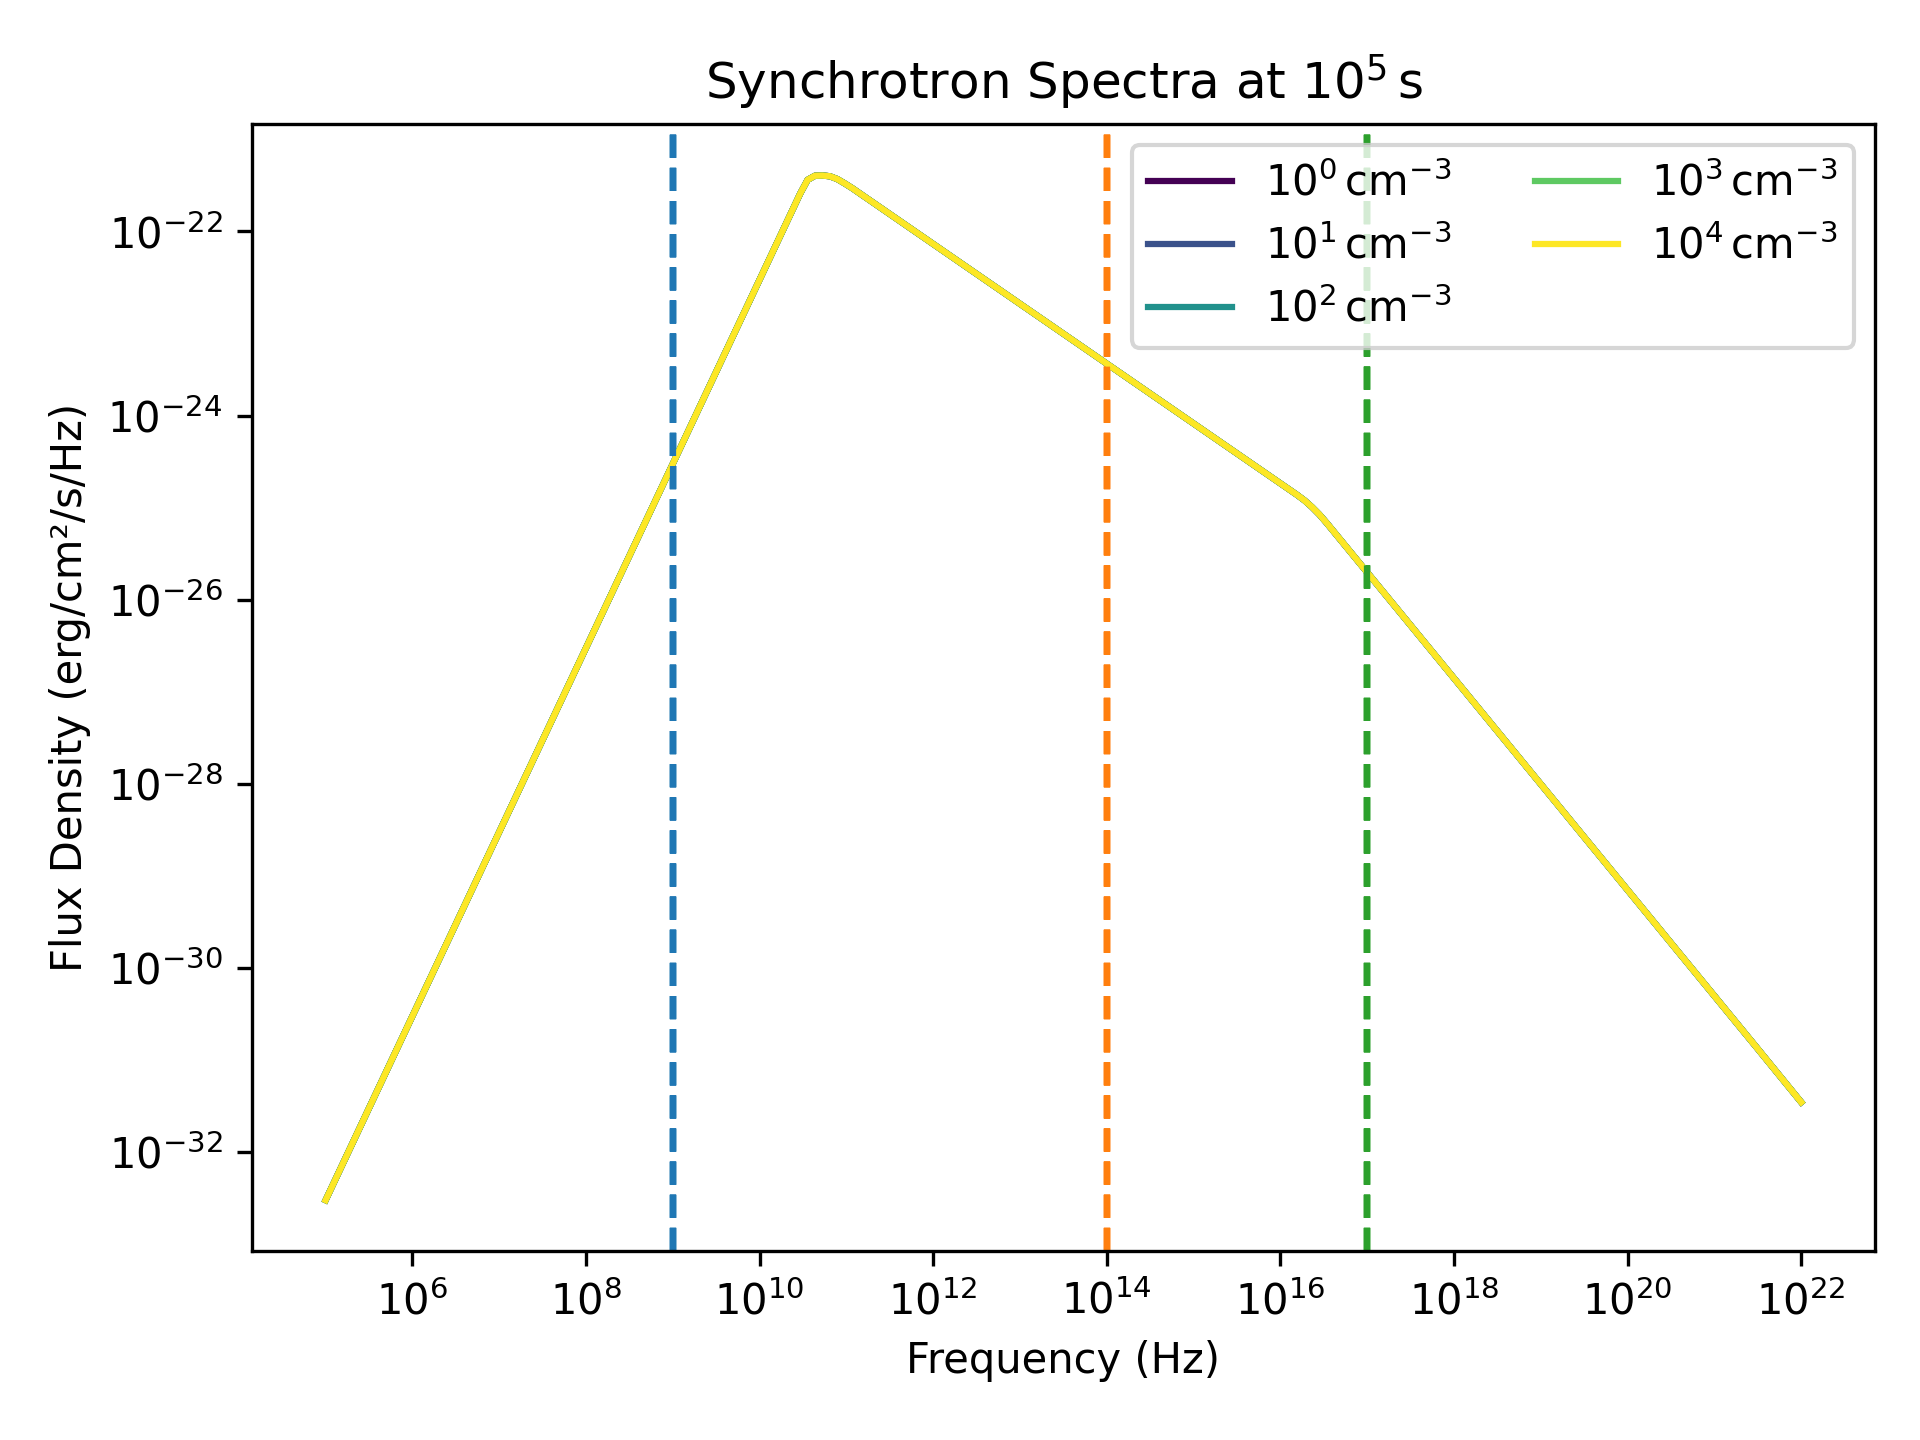 Synchrotron Spectra at 10⁵ s
10⁰ cm⁻³
10¹ cm⁻³
10² cm⁻³
10³ cm⁻³
10⁴ cm⁻³
Flux Density (erg/cm²/s/Hz)
10⁻²²
10⁻²⁴
10⁻²⁶
10⁻²⁸
10⁻³⁰
10⁻³²
10⁶ 10⁸ 10¹⁰ 10¹² 10¹⁴ 10¹⁶ 10¹⁸ 10²⁰ 10²²
Frequency (Hz)